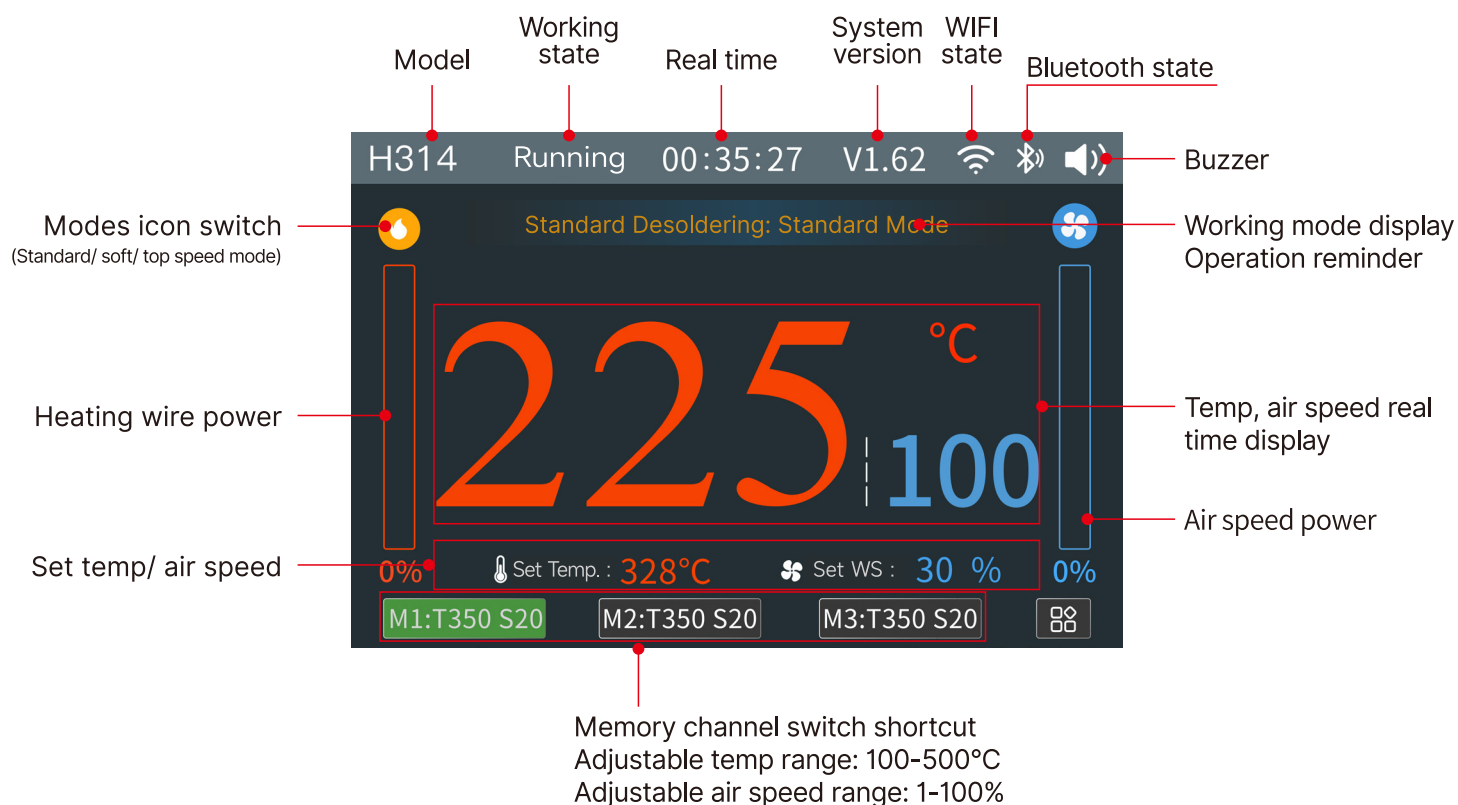 Working
state
System
version
WIFI
state
Model
Real time
Bluetooth state
H314
Running
00:35:27
V1.62
Buzzer
Modes icon switch
(Standard/ soft/ top speed mode)
Standard Desoldering: Standard Mode
Working mode display
Operation reminder
225
°C
100
Heating wire power
Temp, air speed real
time display
Air speed power
Set temp/ air speed
0%
Set Temp. : 328°C
Set WS : 30 %
0%
M1:T350 S20
M2:T350 S20
M3:T350 S20
Memory channel switch shortcut
Adjustable temp range: 100-500°C
Adjustable air speed range: 1-100%